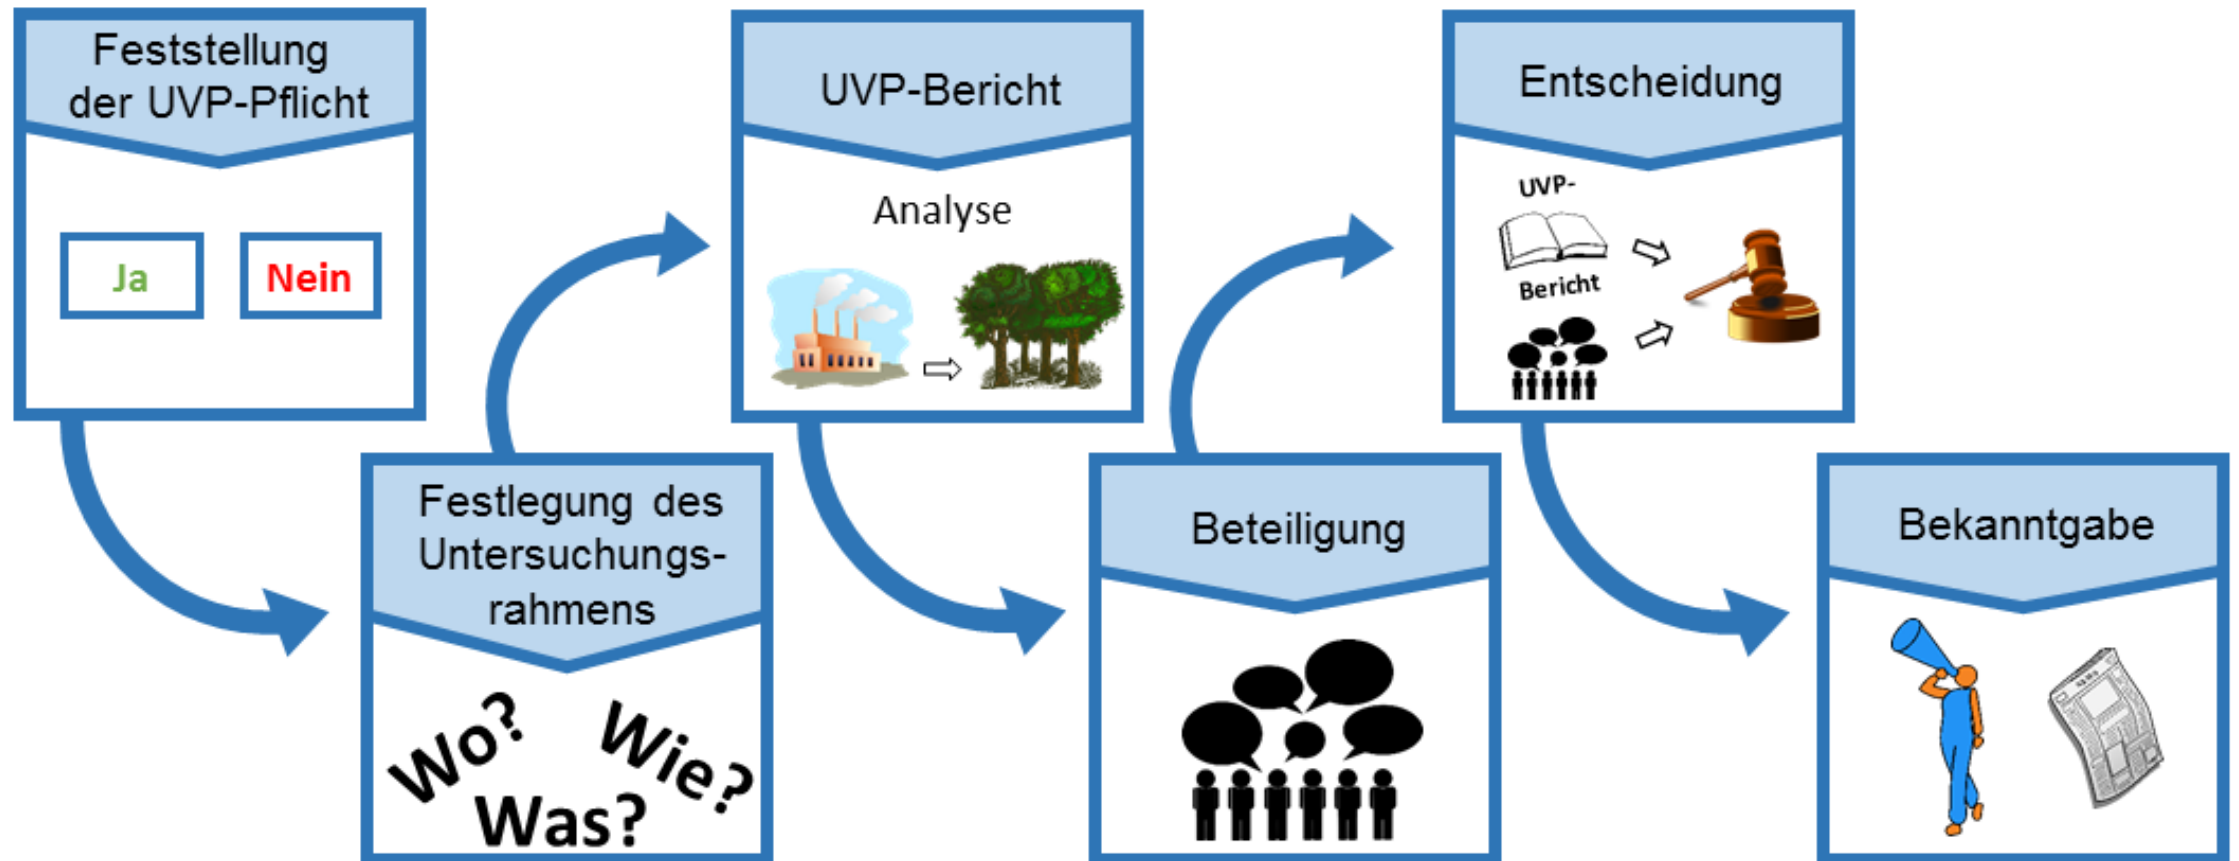 Feststellung
der UVP-Pflicht
Ja
Nein
Festlegung des
Untersuchungs-
rahmens
Wo?
Wie?
Was?
UVP-Bericht
Analyse
Beteiligung
Entscheidung
UVP-
Bericht
Bekanntgabe